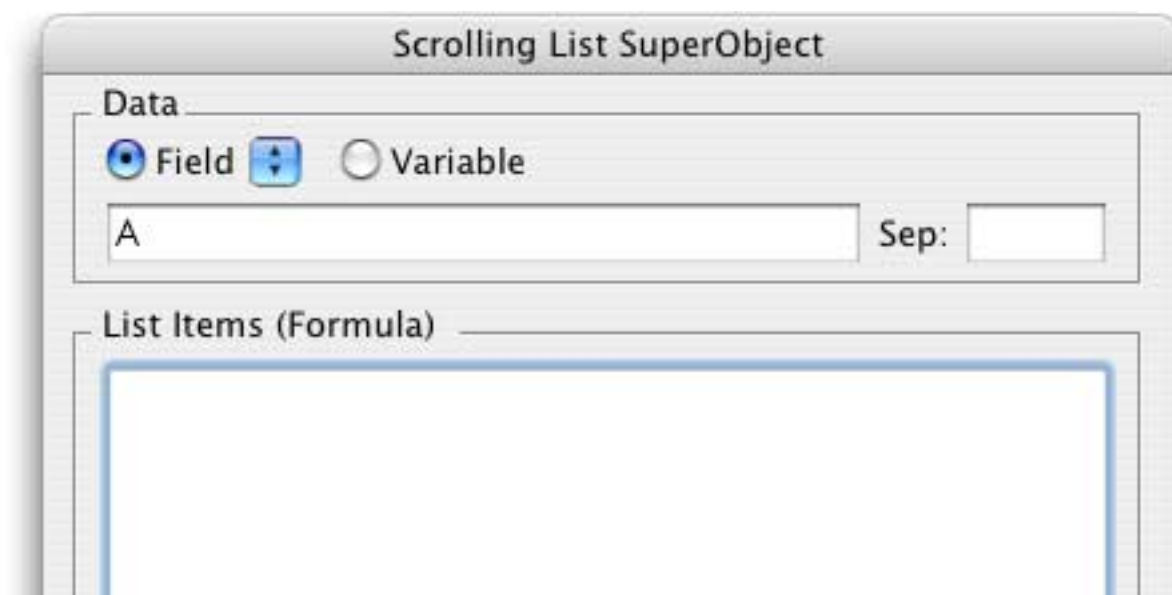 Scrolling List SuperObject
Data
Field Variable
A Sep:
List Items (Formula)